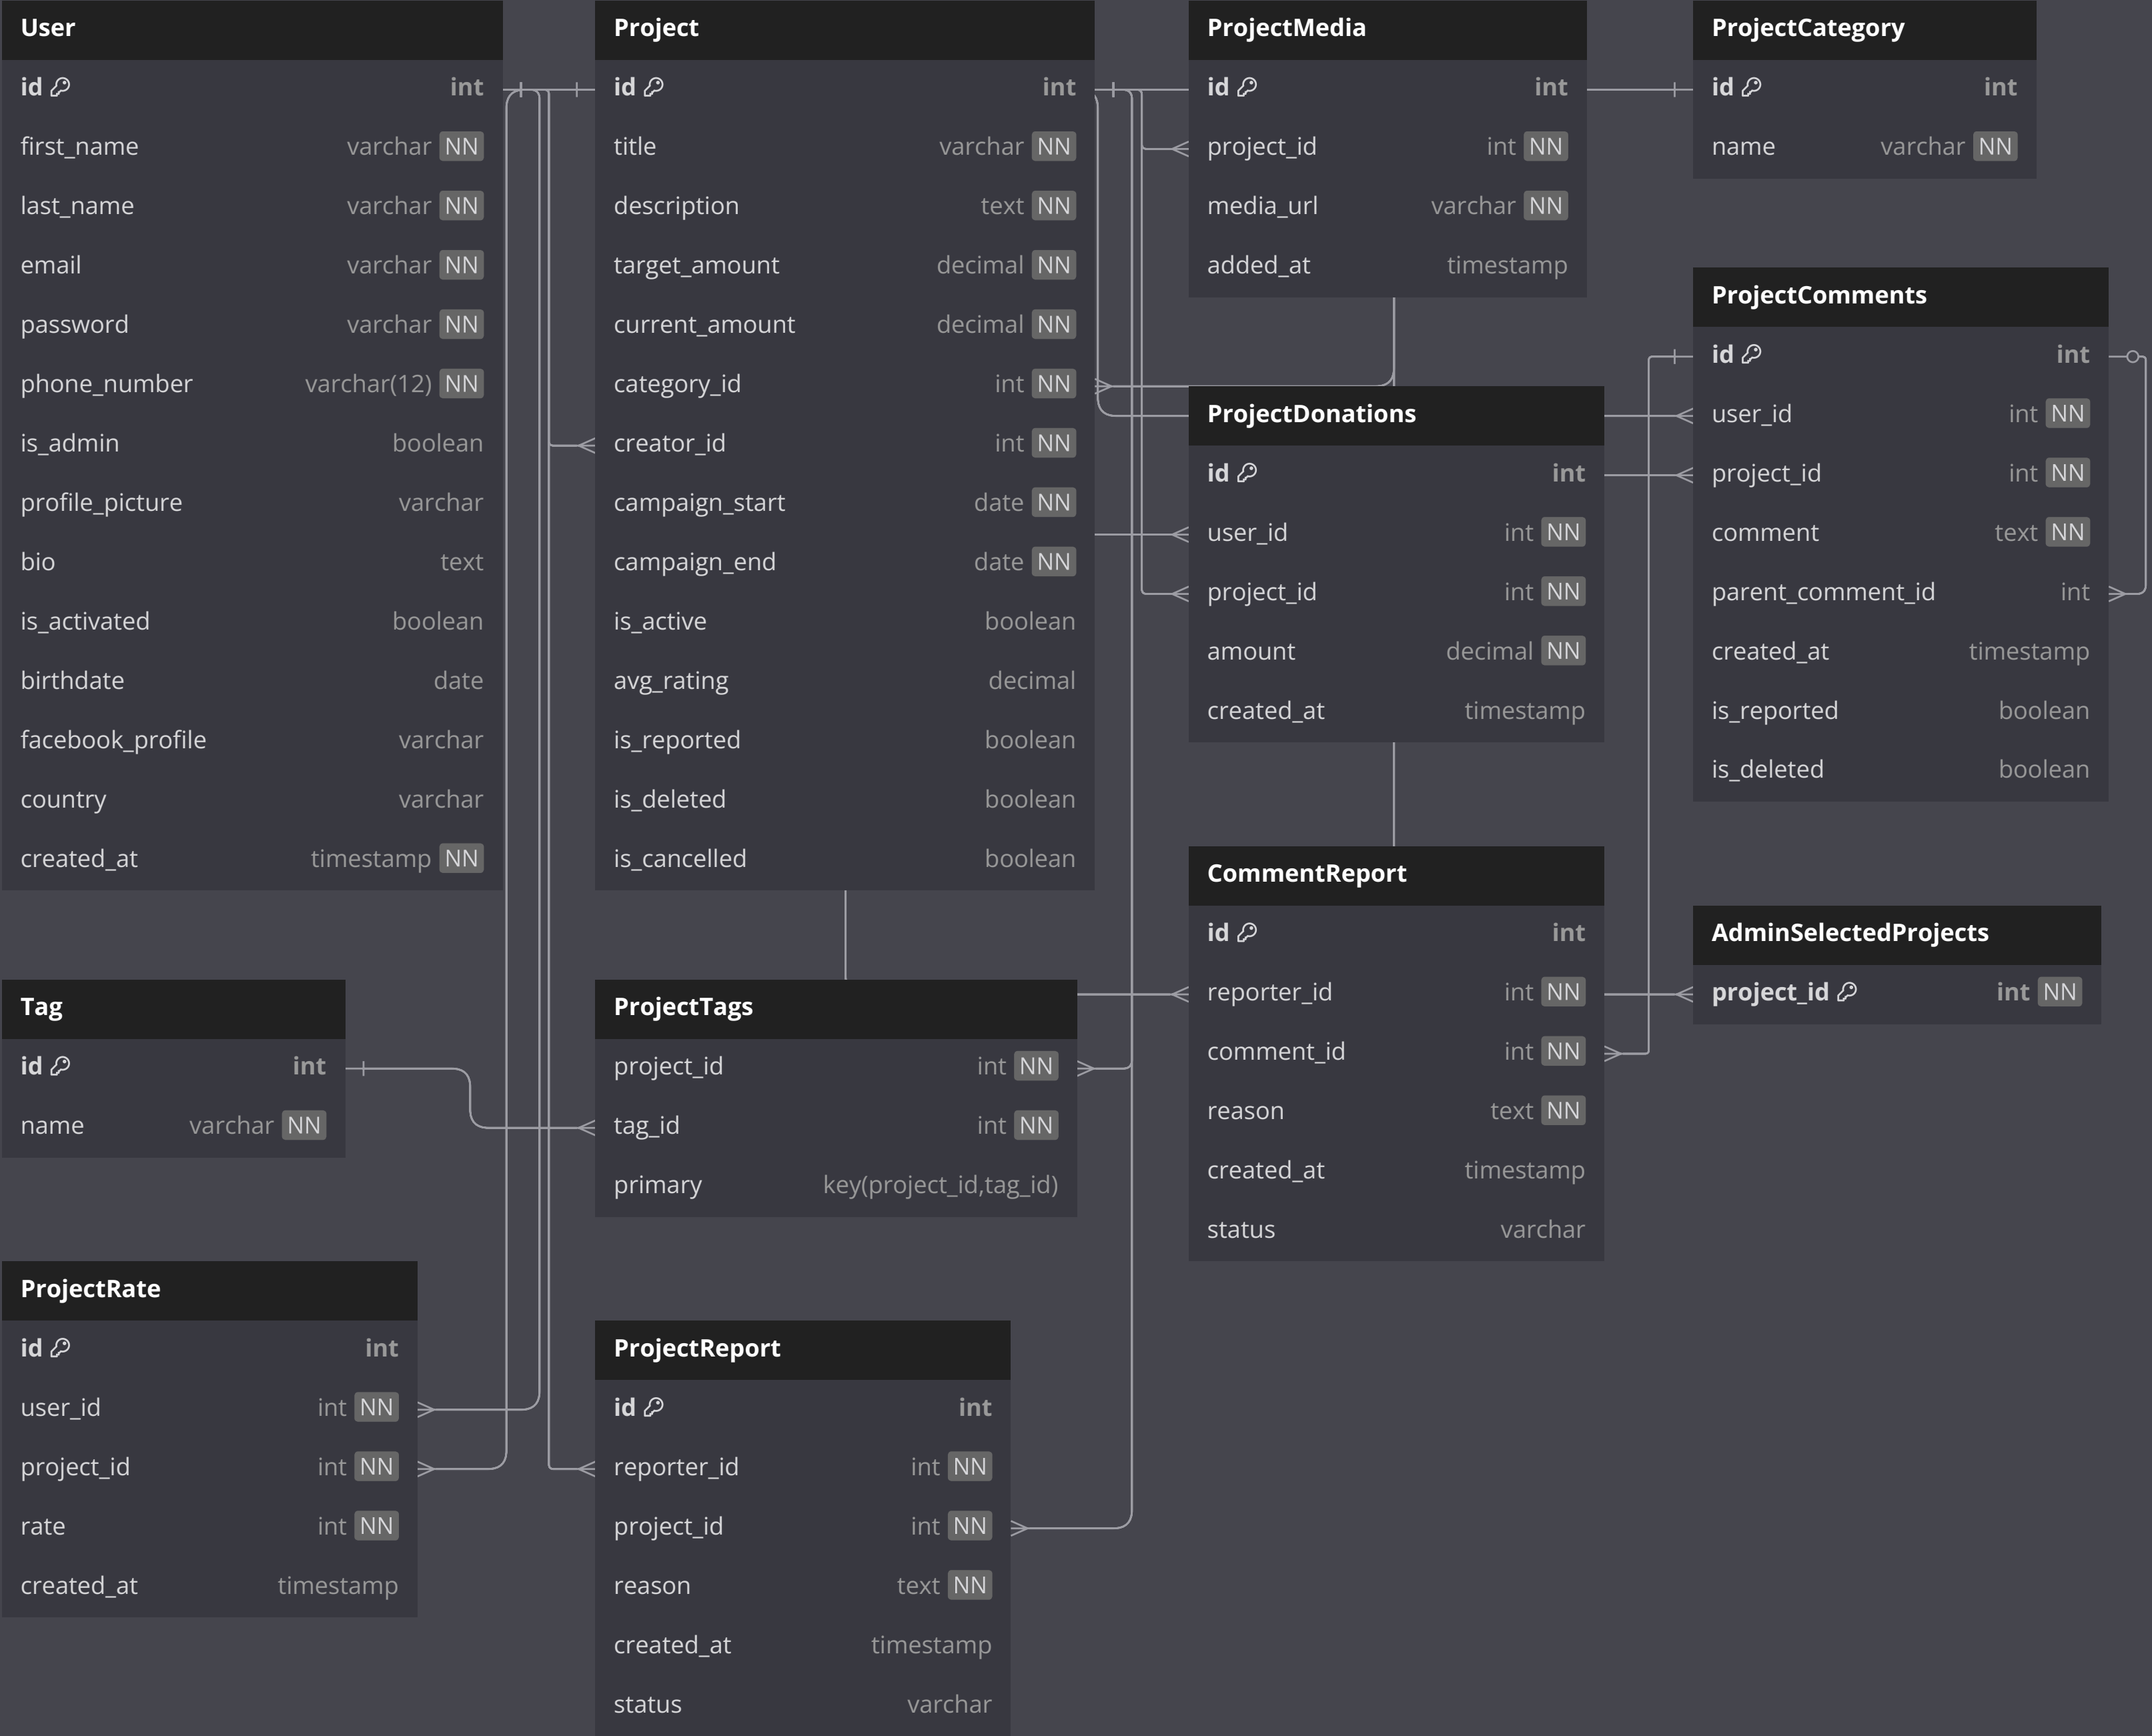 User
id int
first_name varchar NN
last_name varchar NN
email varchar NN
password varchar NN
phone_number varchar(12) NN
is_admin boolean
profile_picture varchar
bio text
is_activated boolean
birthdate date
facebook_profile varchar
country varchar
created_at timestamp NN
Project
id int
title varchar NN
description text NN
target_amount decimal NN
current_amount decimal NN
category_id int NN
creator_id int NN
campaign_start date NN
campaign_end date NN
is_active boolean
avg_rating decimal
is_reported boolean
is_deleted boolean
is_cancelled boolean
ProjectMedia
id int
project_id int NN
media_url varchar NN
added_at timestamp
ProjectCategory
id int
name varchar NN
ProjectDonations
id int
user_id int NN
project_id int NN
amount decimal NN
created_at timestamp
ProjectComments
id int
user_id int NN
project_id int NN
comment text NN
parent_comment_id int
created_at timestamp
is_reported boolean
is_deleted boolean
CommentReport
id int
reporter_id int NN
comment_id int NN
reason text NN
created_at timestamp
status varchar
AdminSelectedProjects
project_id int NN
Tag
id int
name varchar NN
ProjectTags
project_id int NN
tag_id int NN
primary key(project_id,tag_id)
ProjectRate
id int
user_id int NN
project_id int NN
rate int NN
created_at timestamp
ProjectReport
id int
reporter_id int NN
project_id int NN
reason text NN
created_at timestamp
status varchar